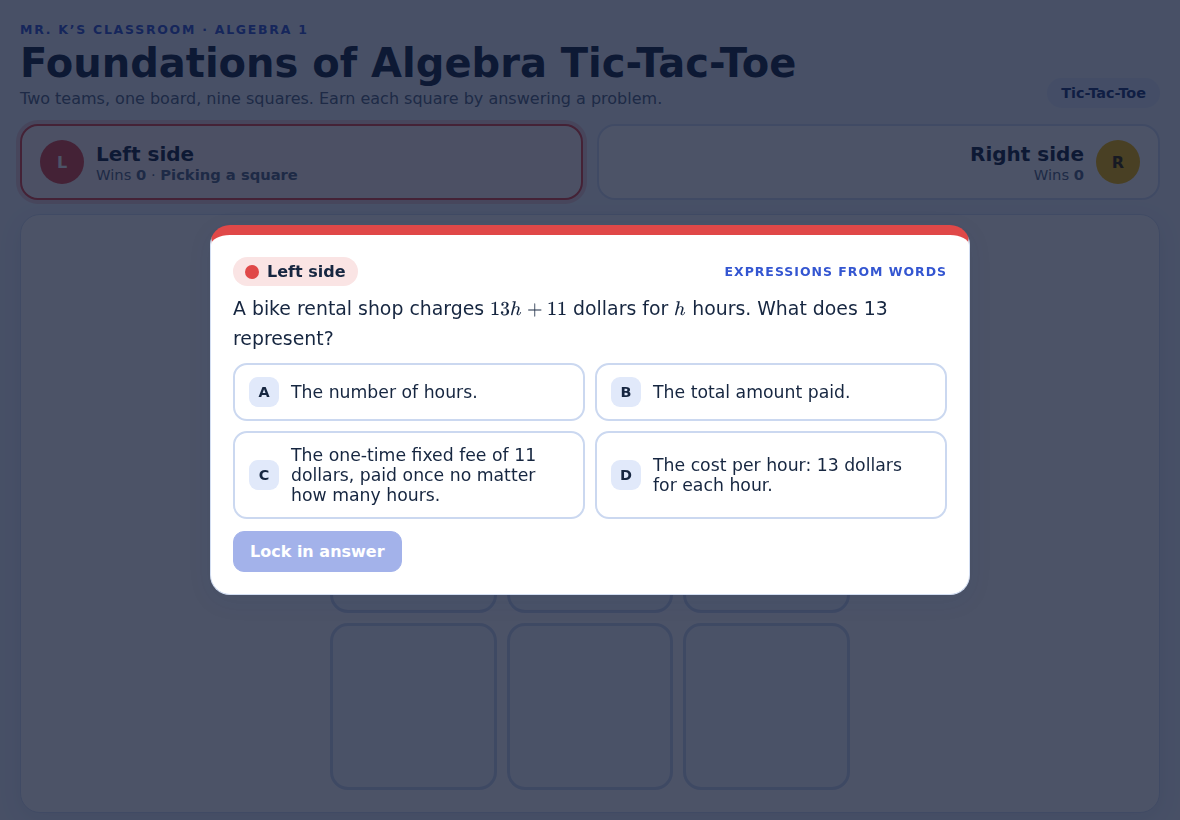 MR. K'S CLASSROOM · ALGEBRA 1
Foundations of Algebra Tic-Tac-Toe
Two teams, one board, nine squares. Earn each square by answering a problem.
Tic-Tac-Toe
L
Left side
Wins 0 · Picking a square
Right side
Wins 0
R
Left side
EXPRESSIONS FROM WORDS
A bike rental shop charges 13h + 11 dollars for h hours. What does 13
represent?
A
The number of hours.
B
The total amount paid.
C
The one-time fixed fee of 11
dollars, paid once no matter
how many hours.
D
The cost per hour: 13 dollars
for each hour.
Lock in answer